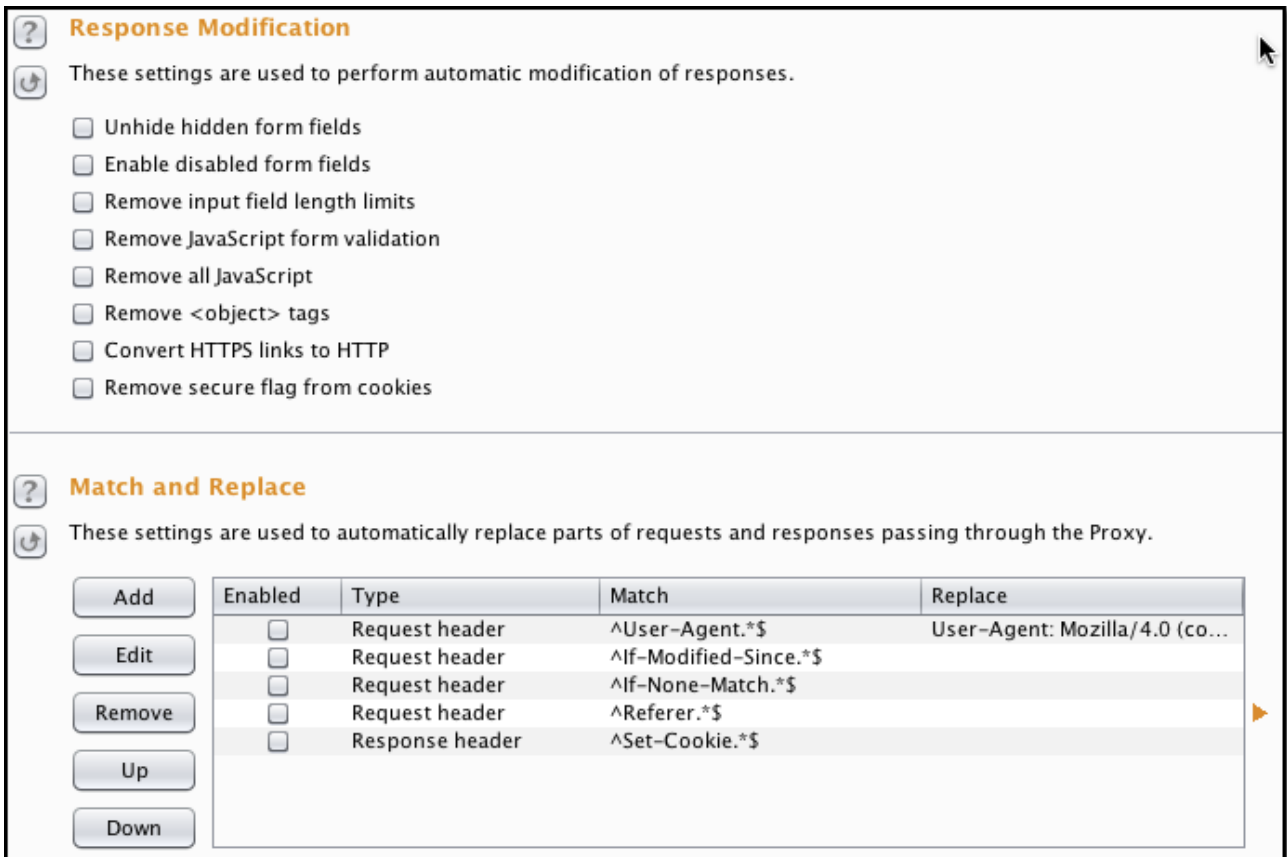 Response Modification
These settings are used to perform automatic modification of responses.
Unhide hidden form fields
Enable disabled form fields
Remove input field length limits
Remove JavaScript form validation
Remove all JavaScript
Remove <object> tags
Convert HTTPS links to HTTP
Remove secure flag from cookies
Match and Replace
These settings are used to automatically replace parts of requests and responses passing through the Proxy.
Add
Edit
Remove
Up
Down
Enabled Type Match Replace
Request header ^User-Agent.*$ User-Agent: Mozilla/4.0 (co...
Request header ^If-Modified-Since.*$
Request header ^If-None-Match.*$
Request header ^Referer.*$
Response header ^Set-Cookie.*$